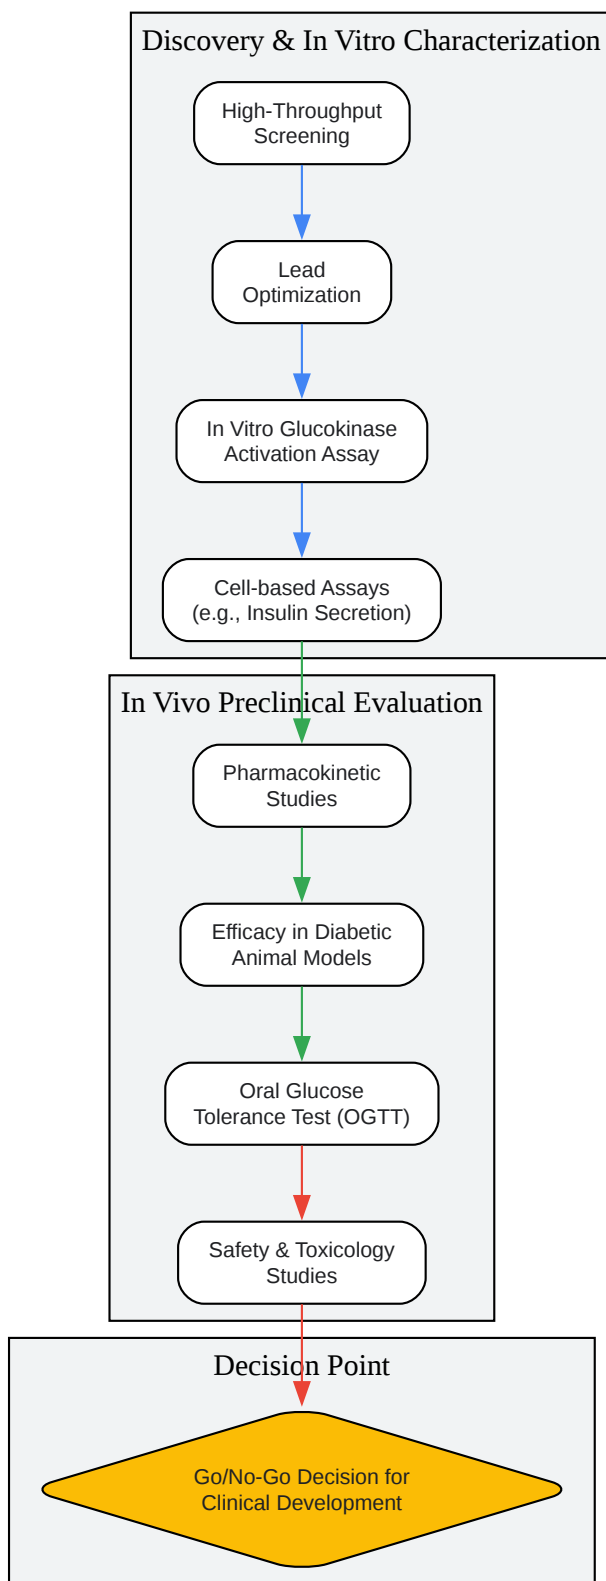 Discovery & In Vitro Characterization
High-Throughput
Screening
Lead
Optimization
In Vitro Glucokinase
Activation Assay
Cell-based Assays
(e.g., Insulin Secretion)
In Vivo Preclinical Evaluation
Pharmacokinetic
Studies
Efficacy in Diabetic
Animal Models
Oral Glucose
Tolerance Test (OGTT)
Safety & Toxicology
Studies
Decision Point
Go/No-Go Decision for
Clinical Development